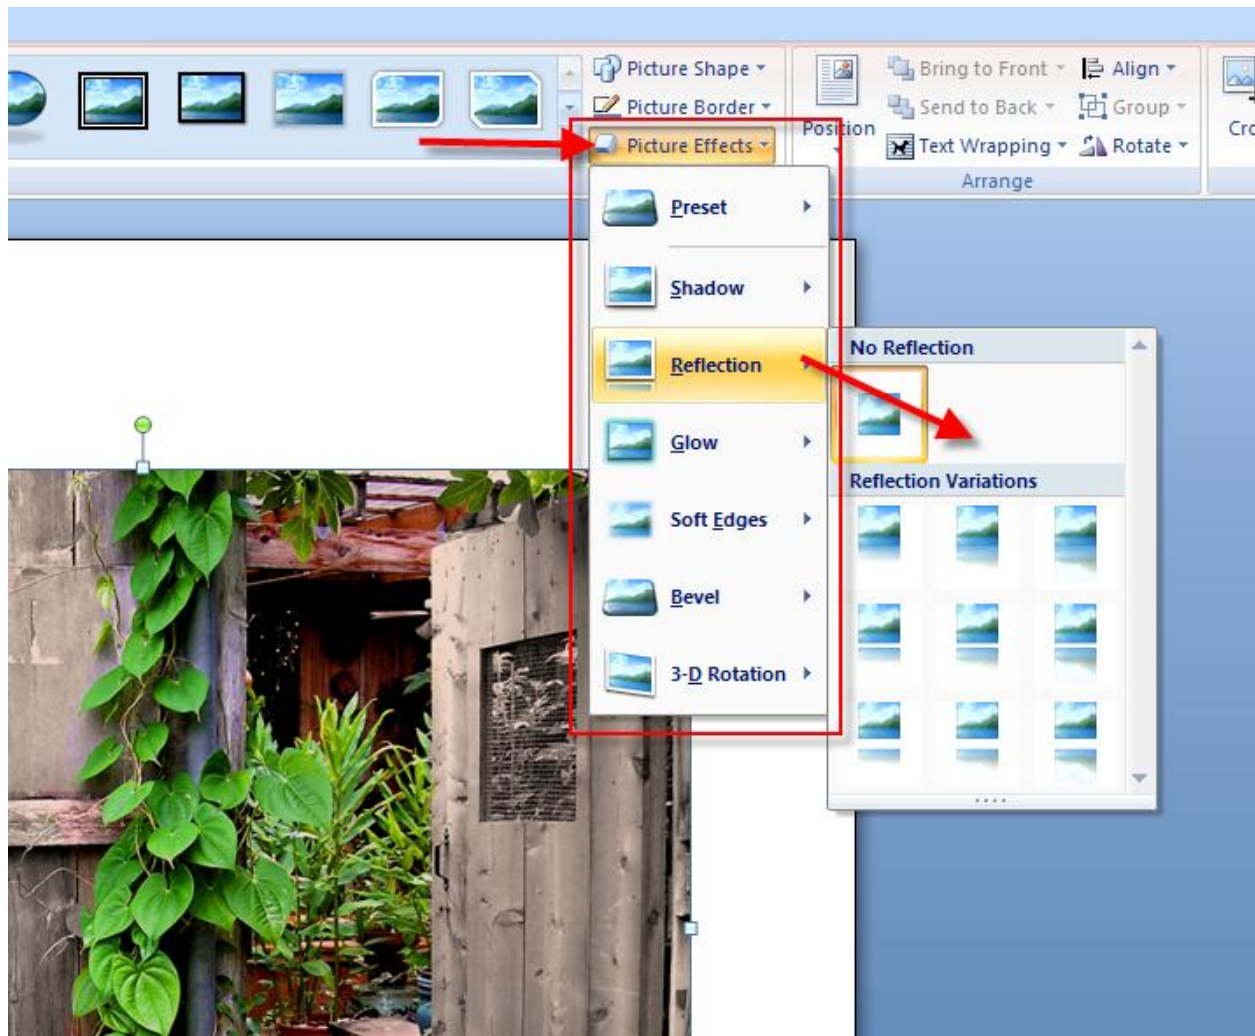 Picture Shape
Picture Border
Picture Effects
Position
Bring to Front
Send to Back
Text Wrapping
Align
Group
Rotate
Arrange
Preset
Shadow
Reflection
Glow
Soft Edges
Bevel
3-D Rotation
No Reflection
Reflection Variations